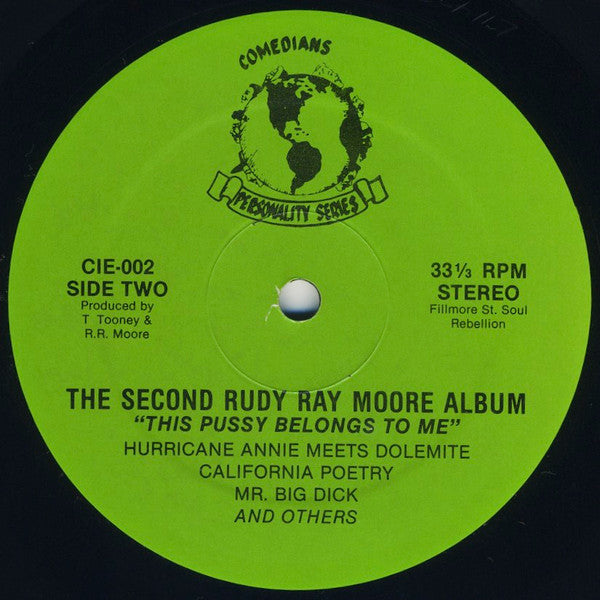 COMEDIANS
PERSONALITY SERIES
CIE-002
SIDE TWO
Produced by
T Tooney &
R.R. Moore
33 1/3 RPM
STEREO
Fillmore St. Soul
Rebellion
THE SECOND RUDY RAY MOORE ALBUM
"THIS PUSSY BELONGS TO ME"
HURRICANE ANNIE MEETS DOLEMITE
CALIFORNIA POETRY
MR. BIG DICK
AND OTHERS